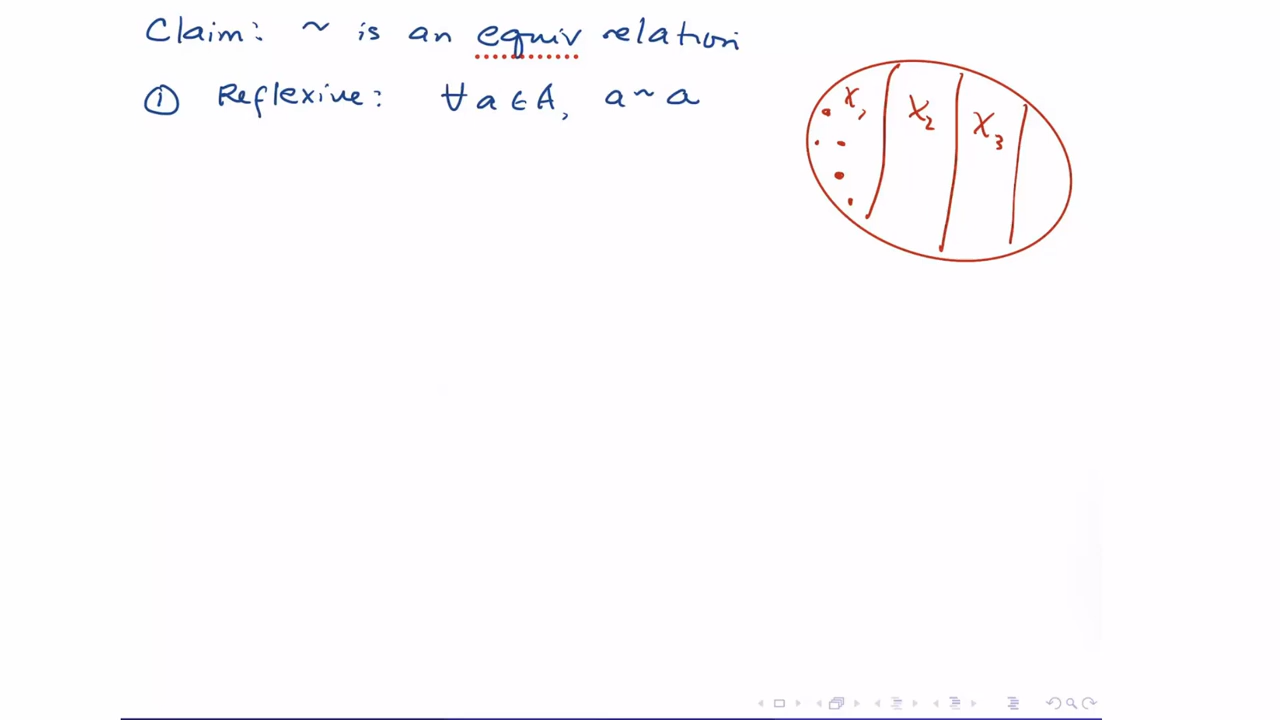 Claim: ~ is an equiv relation
① Reflexive: ∀a∈A, a~a
X₁ X₂ X₃